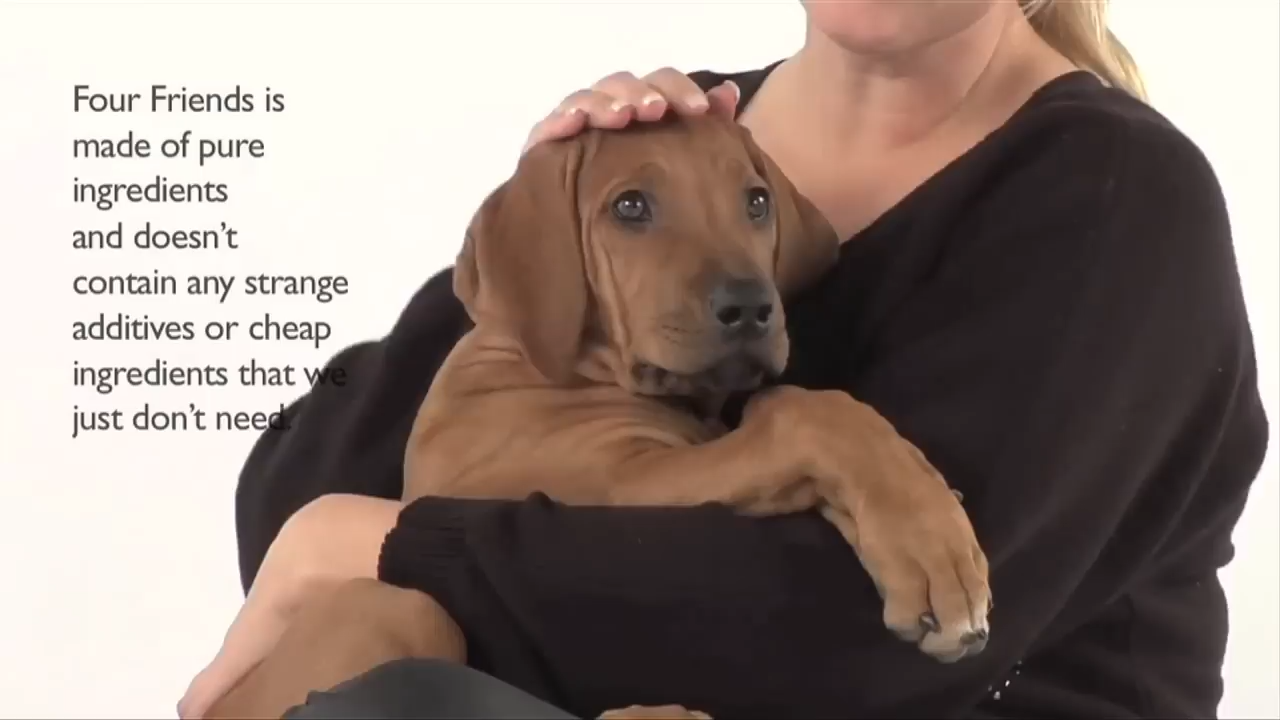 Four Friends is
made of pure
ingredients
and doesn't
contain any strange
additives or cheap
ingredients that we
just don't need.